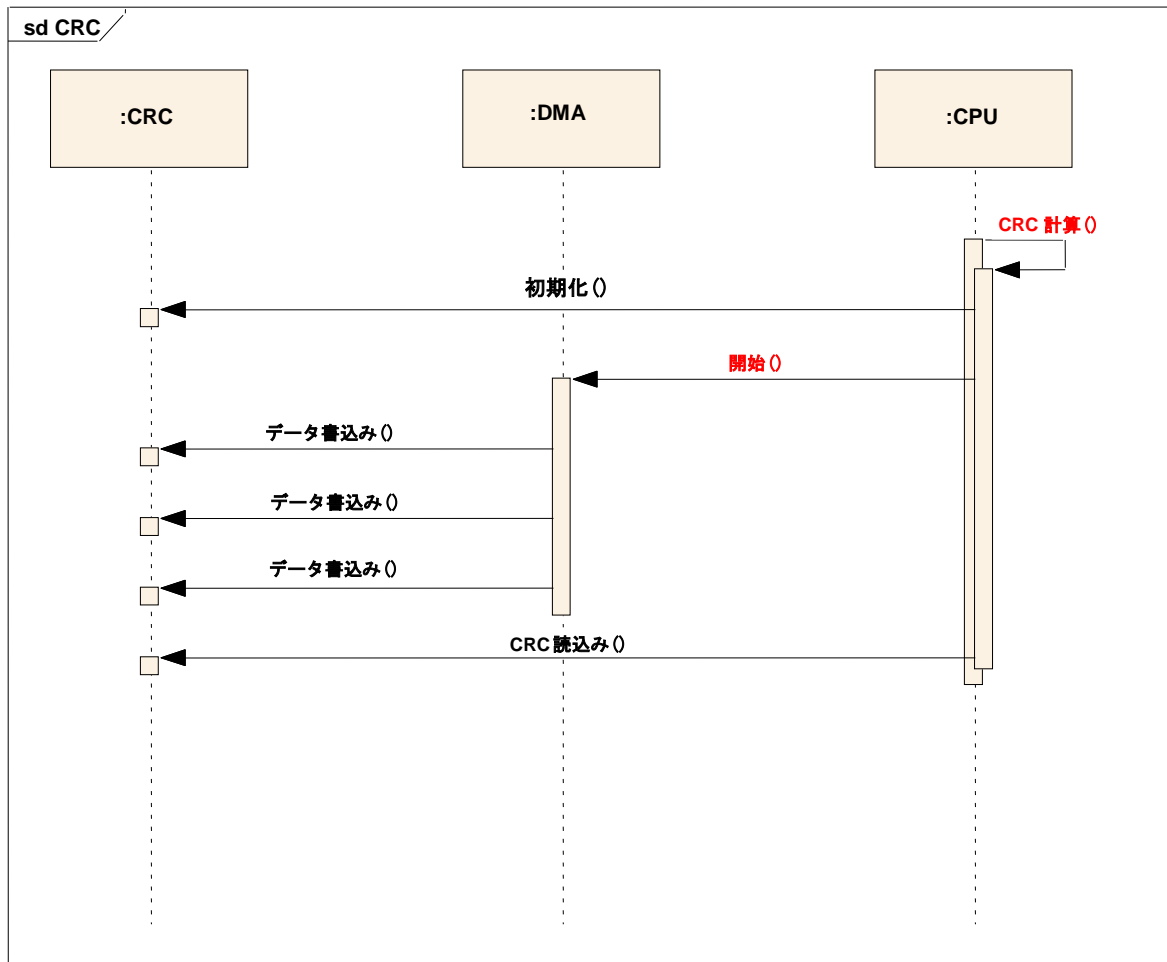 sd CRC
:CRC
:DMA
:CPU
CRC 計算()
初期化()
開始()
データ書込み()
データ書込み()
データ書込み()
CRC読込み()